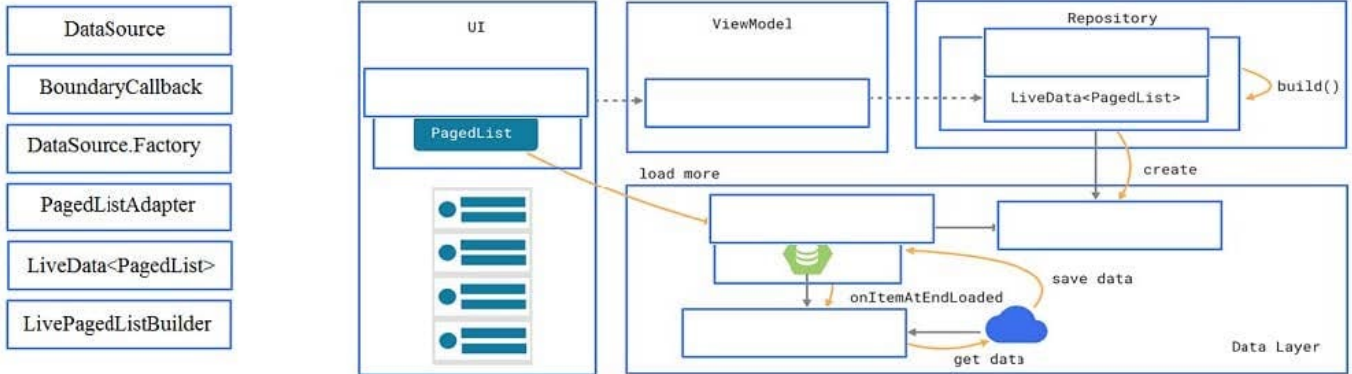 DataSource
BoundaryCallback
DataSource.Factory
PagedListAdapter
LiveData<PagedList>
LivePagedListBuilder
UI
PagedList
ViewModel
Repository
LiveData<PagedList>
build()
load more
create
save data
onItemAtEndLoaded
get data
Data Layer